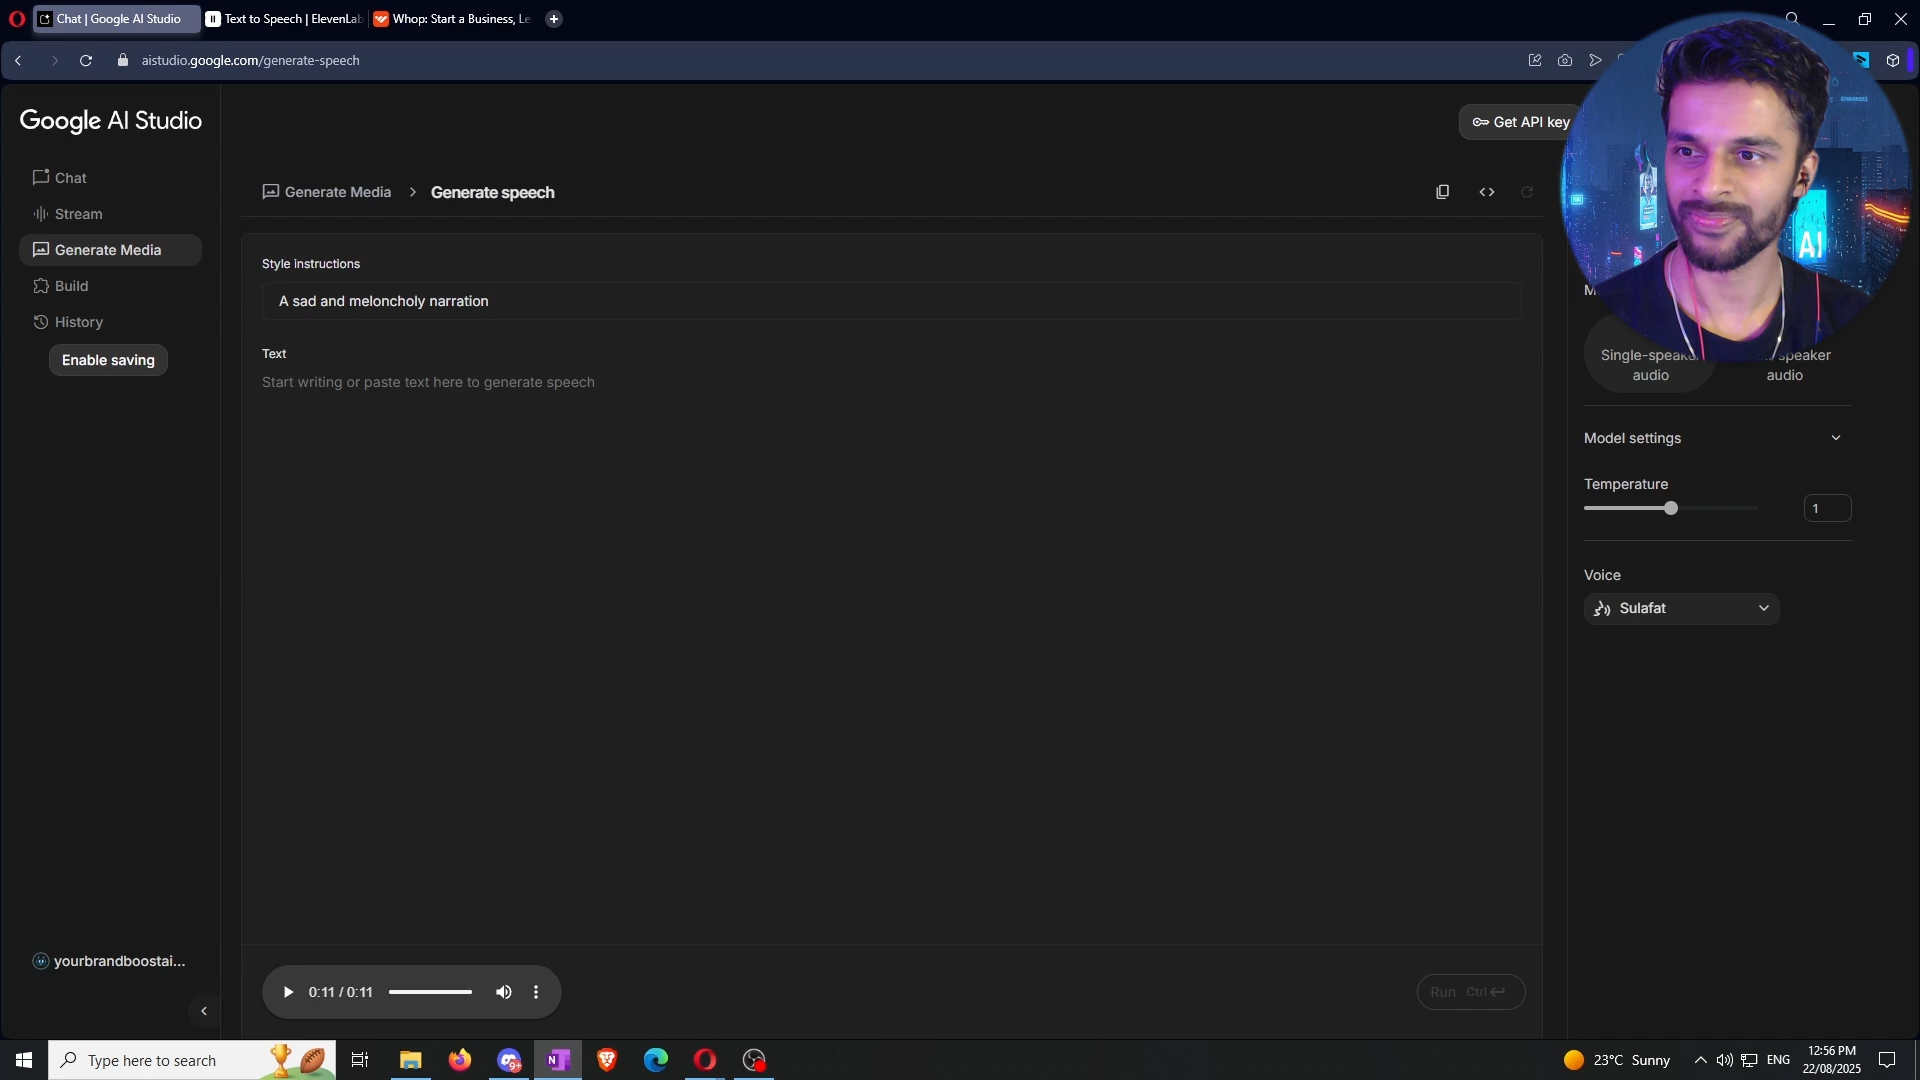 Chat | Google AI Studio
Text to Speech | ElevenLab
Whop: Start a Business, Le
aistudio.google.com/generate-speech
Google AI Studio
Get API key
Chat
Stream
Generate Media
Build
History
Enable saving
Generate Media > Generate speech
Style instructions
A sad and meloncholy narration
Text
Start writing or paste text here to generate speech
AI
Single-speaker
audio
speaker
audio
Model settings
Temperature
1
Voice
Sulafat
yourbrandboostai...
0:11 / 0:11
Run Ctrl
Type here to search
9+
N
23°C Sunny
ENG
12:56 PM
22/08/2025